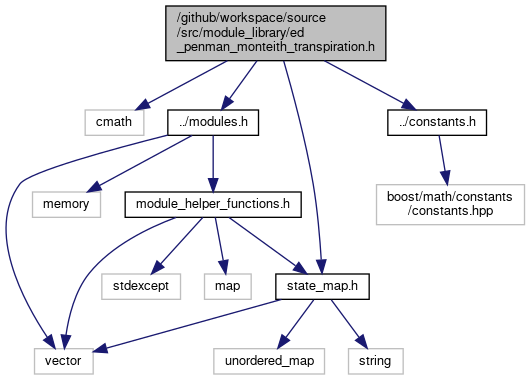 /github/workspace/source
/src/module_library/ed
_penman_monteith_transpiration.h
cmath
../modules.h
../constants.h
memory
module_helper_functions.h
boost/math/constants
/constants.hpp
stdexcept
map
state_map.h
vector
unordered_map
string